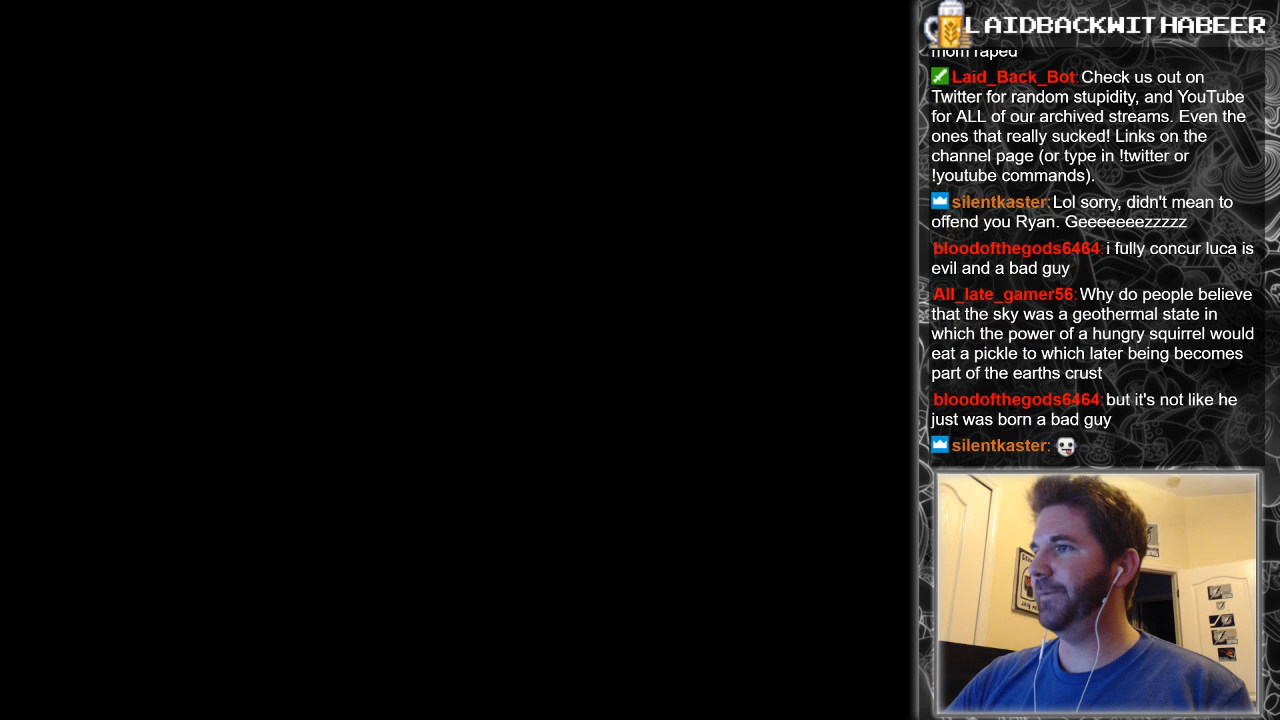 LAIDBACKWITHABEER
mom raped
Laid_Back_Bot: Check us out on
Twitter for random stupidity, and YouTube
for ALL of our archived streams. Even the
ones that really sucked! Links on the
channel page (or type in !twitter or
!youtube commands).
silentkaster: Lol sorry, didn't mean to
offend you Ryan. Geeeeeeezzzzz
bloodofthegods6464: i fully concur luca is
evil and a bad guy
All_late_gamer56: Why do people believe
that the sky was a geothermal state in
which the power of a hungry squirrel would
eat a pickle to which later being becomes
part of the earths crust
bloodofthegods6464: but it's not like he
just was born a bad guy
silentkaster: